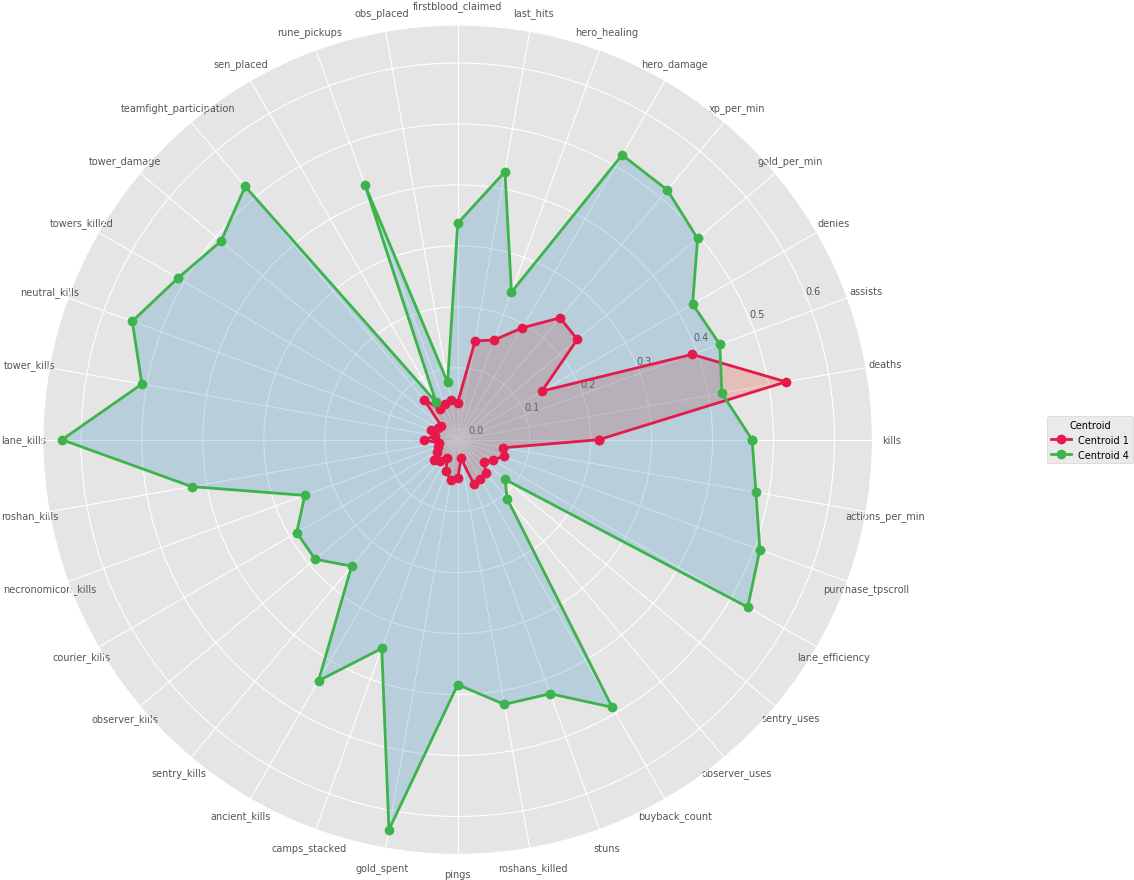 firstblood_claimed
obs_placed
last_hits
rune_pickups
hero_healing
sen_placed
hero_damage
teamfight_participation
xp_per_min
tower_damage
gold_per_min
towers_killed
denies
neutral_kills
assists
0.6
0.5
0.4
0.3
0.2
0.1
0.0
tower_kills
deaths
lane_kills
kills
Centroid
Centroid 1
Centroid 4
roshan_kills
actions_per_min
necronomicon_kills
purchase_tpscroll
courier_kills
lane_efficiency
observer_kills
sentry_uses
sentry_kills
observer_uses
ancient_kills
buyback_count
camps_stacked
stuns
gold_spent
roshans_killed
pings